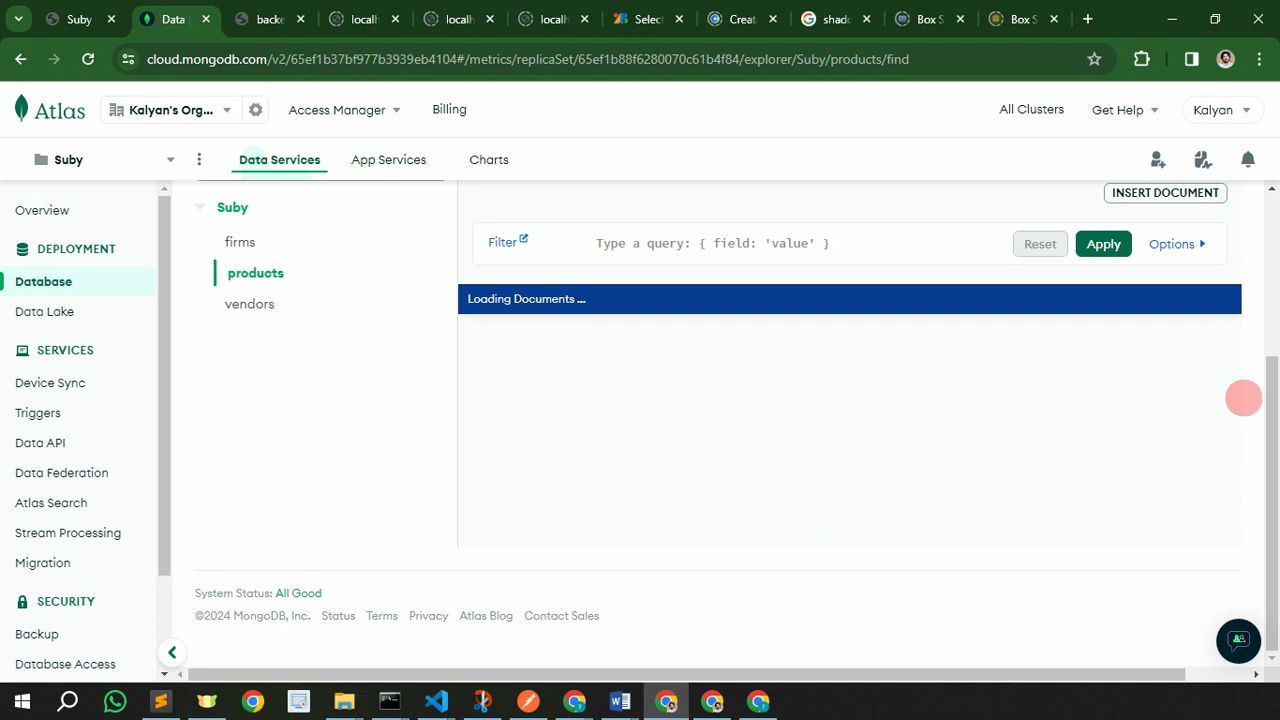 Suby
Data
backe
localh
localh
localh
Select
Create
shado
Box S
Box S
cloud.mongodb.com/v2/65ef1b37bf977b3939eb4104#/metrics/replicaSet/65ef1b88f6280070c61b4f84/explorer/Suby/products/find
Atlas
Kalyan's Org...
Access Manager
Billing
All Clusters
Get Help
Kalyan
Suby
Data Services
App Services
Charts
Overview
DEPLOYMENT
Database
Data Lake
SERVICES
Device Sync
Triggers
Data API
Data Federation
Atlas Search
Stream Processing
Migration
SECURITY
Backup
Database Access
Suby
firms
products
vendors
INSERT DOCUMENT
Filter
Type a query: { field: 'value' }
Reset
Apply
Options
Loading Documents ...
System Status: All Good
©2024 MongoDB, Inc. Status Terms Privacy Atlas Blog Contact Sales